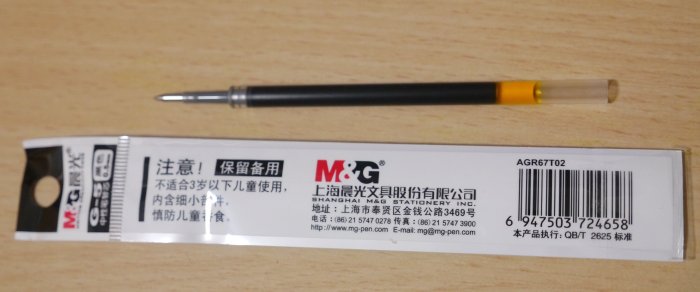 M&G晨光
G-5
注意! 保留备用
不适合3岁以下儿童使用,
内含细小部件,
慎防儿童吞食。
M&G
上海晨光文具股份有限公司
SHANGHAI M&G STATIONERY INC.
地址: 上海市奉贤区金钱公路3469号
电话: (86) 21 5747 0278 传真: (86) 21 5747 3900
http://www.mg-pen.com E-mail: mg@mg-pen.com
AGR67T02
6 947503 724658
本产品执行: QB/T 2625 标准